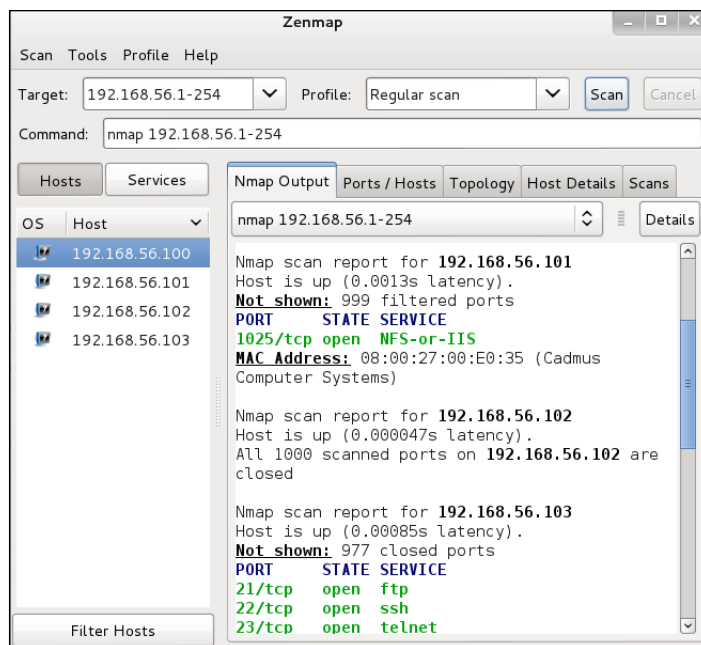 Zenmap
Scan Tools Profile Help
Target: 192.168.56.1-254 Profile: Regular scan Scan Cancel
Command: nmap 192.168.56.1-254
Hosts Services
OS Host
192.168.56.100
192.168.56.101
192.168.56.102
192.168.56.103
Filter Hosts
Nmap Output Ports / Hosts Topology Host Details Scans
nmap 192.168.56.1-254 Details
Nmap scan report for 192.168.56.101
Host is up (0.0013s latency).
Not shown: 999 filtered ports
PORT STATE SERVICE
1025/tcp open NFS-or-IIS
MAC Address: 08:00:27:00:E0:35 (Cadmus
Computer Systems)
Nmap scan report for 192.168.56.102
Host is up (0.000047s latency).
All 1000 scanned ports on 192.168.56.102 are
closed
Nmap scan report for 192.168.56.103
Host is up (0.00085s latency).
Not shown: 977 closed ports
PORT STATE SERVICE
21/tcp open ftp
22/tcp open ssh
23/tcp open telnet